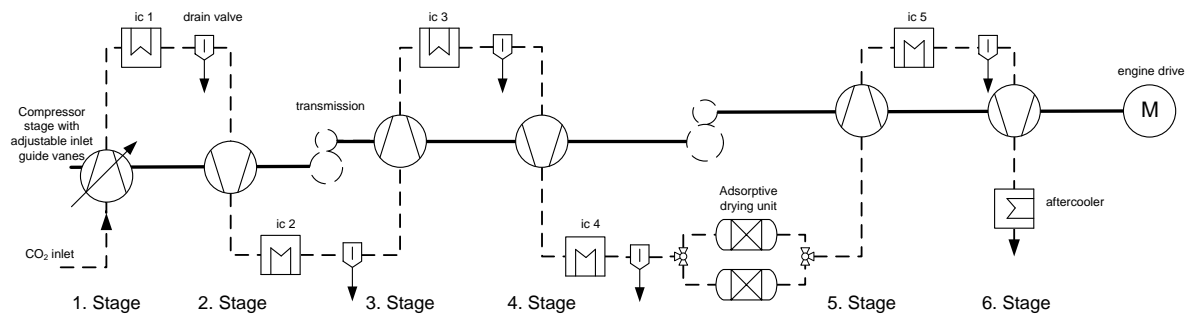 ic 1
drain valve
ic 3
ic 5
engine drive
M
transmission
Compressor
stage with
adjustable inlet
guide vanes
Adsorptive
drying unit
aftercooler
ic 2
ic 4
CO₂ inlet
1. Stage
2. Stage
3. Stage
4. Stage
5. Stage
6. Stage